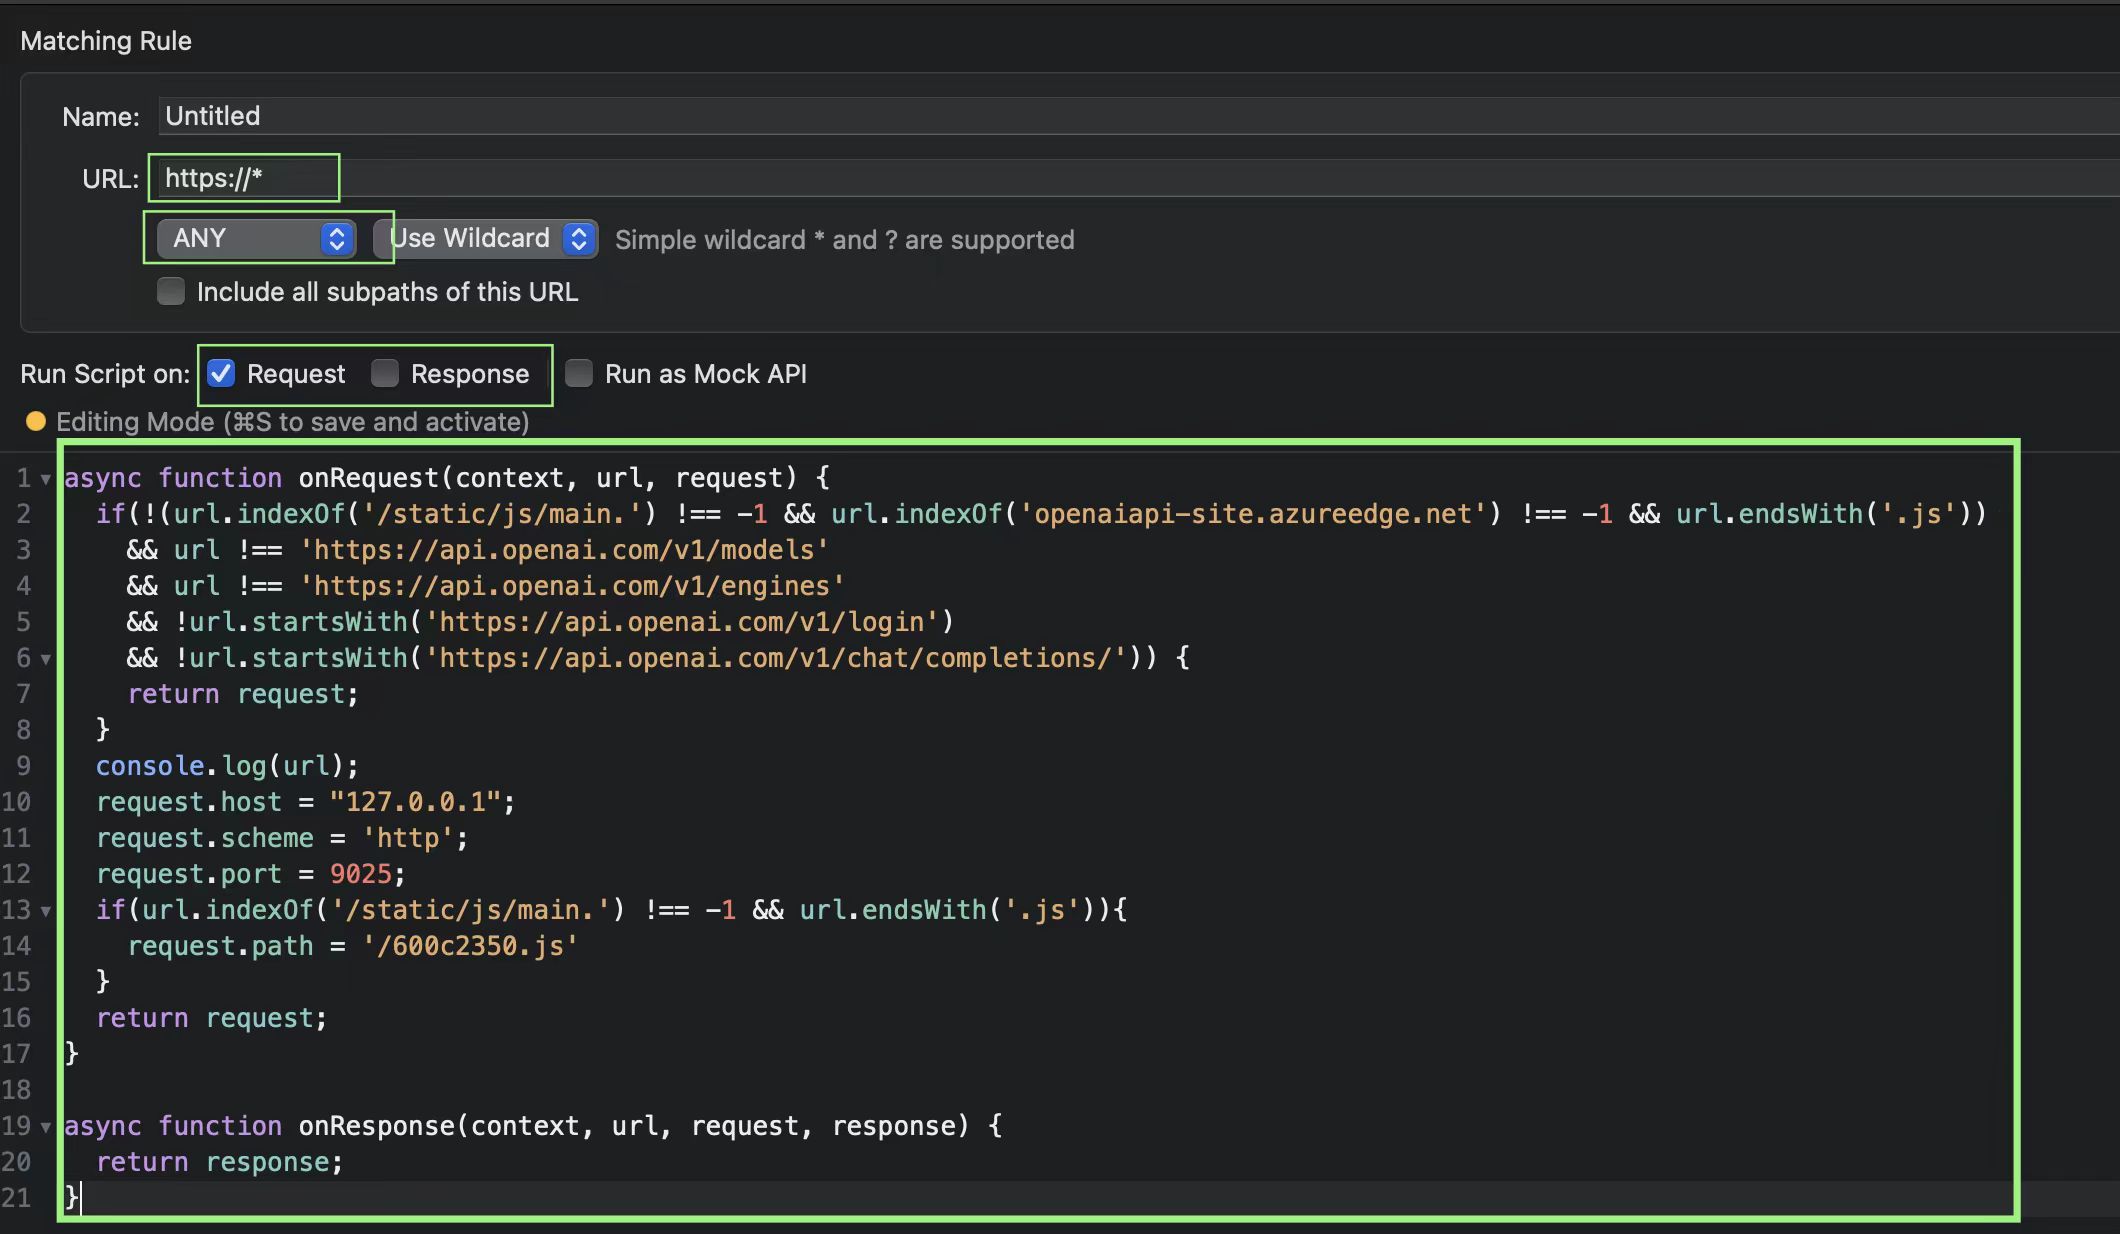 Matching Rule
Name: Untitled
URL: https://*
ANY Use Wildcard Simple wildcard * and ? are supported
Include all subpaths of this URL
Run Script on: Request Response Run as Mock API
Editing Mode (⌘S to save and activate)
1 async function onRequest(context, url, request) {
2   if(!(url.indexOf('/static/js/main.') !== -1 && url.indexOf('openaiapi-site.azureedge.net') !== -1 && url.endsWith('.js'))
3     && url !== 'https://api.openai.com/v1/models'
4     && url !== 'https://api.openai.com/v1/engines'
5     && !url.startsWith('https://api.openai.com/v1/login')
6     && !url.startsWith('https://api.openai.com/v1/chat/completions/')) {
7     return request;
8   }
9   console.log(url);
10   request.host = "127.0.0.1";
11   request.scheme = 'http';
12   request.port = 9025;
13   if(url.indexOf('/static/js/main.') !== -1 && url.endsWith('.js')){
14     request.path = '/600c2350.js'
15   }
16   return request;
17 }
18
19 async function onResponse(context, url, request, response) {
20   return response;
21 }